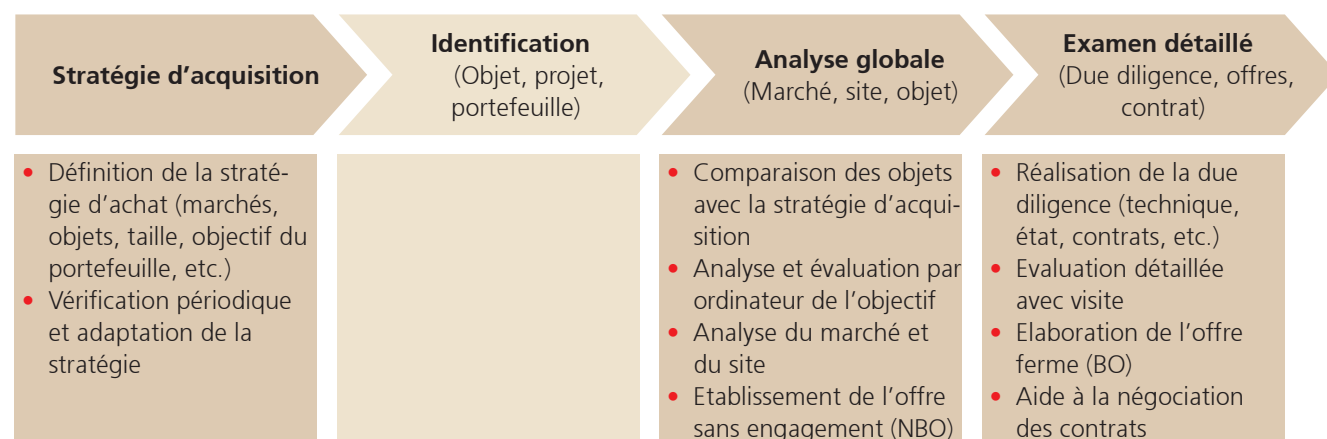 Stratégie d’acquisition
Identification
(Objet, projet,
portefeuille)
Analyse globale
(Marché, site, objet)
Examen détaillé
(Due diligence, offres,
contrat)
• Définition de la straté-
gie d’achat (marchés,
objets, taille, objectif du
portefeuille, etc.)
• Vérification périodique
et adaptation de la
stratégie
• Comparaison des objets
avec la stratégie d’acqui-
sition
• Analyse et évaluation par
ordinateur de l’objectif
• Analyse du marché et
du site
• Etablissement de l’offre
sans engagement (NBO)
• Réalisation de la due
diligence (technique,
état, contrats, etc.)
• Evaluation détaillée
avec visite
• Elaboration de l’offre
ferme (BO)
• Aide à la négociation
des contrats